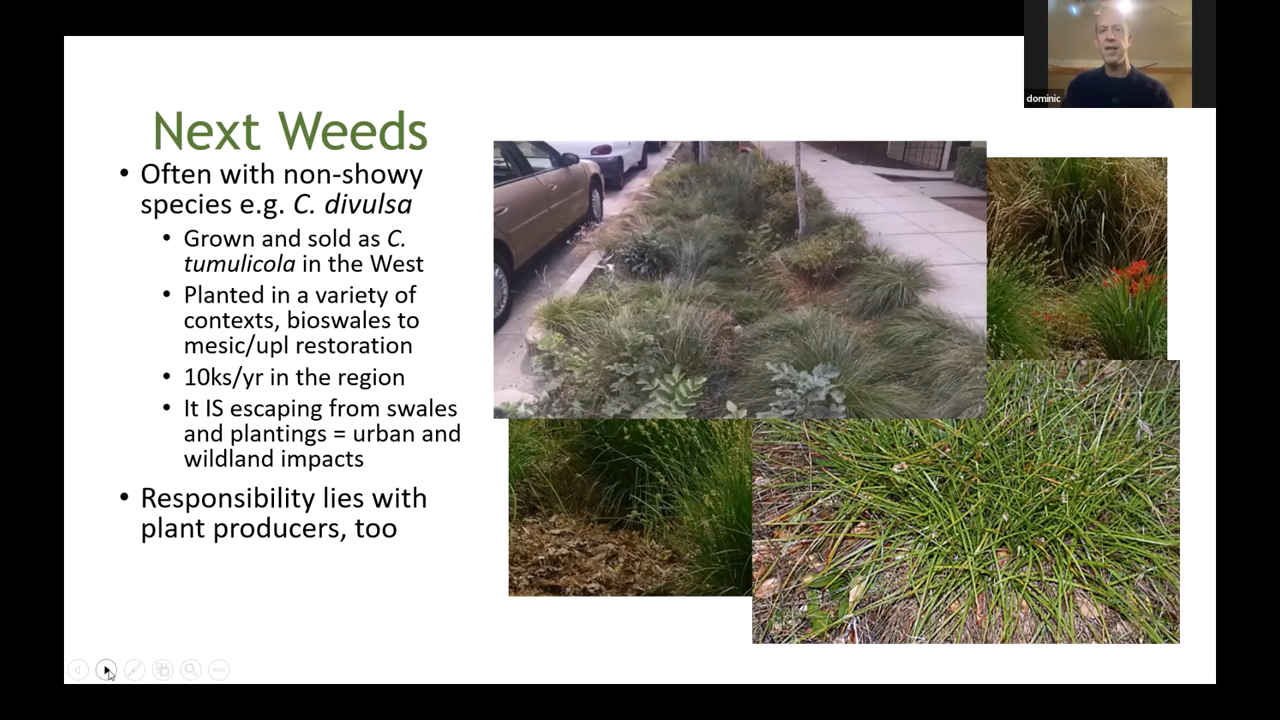 dominic
Next Weeds
• Often with non-showy
species e.g. C. divulsa
• Grown and sold as C.
tumulicola in the West
• Planted in a variety of
contexts, bioswales to
mesic/upl restoration
• 10ks/yr in the region
• It IS escaping from swales
and plantings = urban and
wildland impacts
• Responsibility lies with
plant producers, too